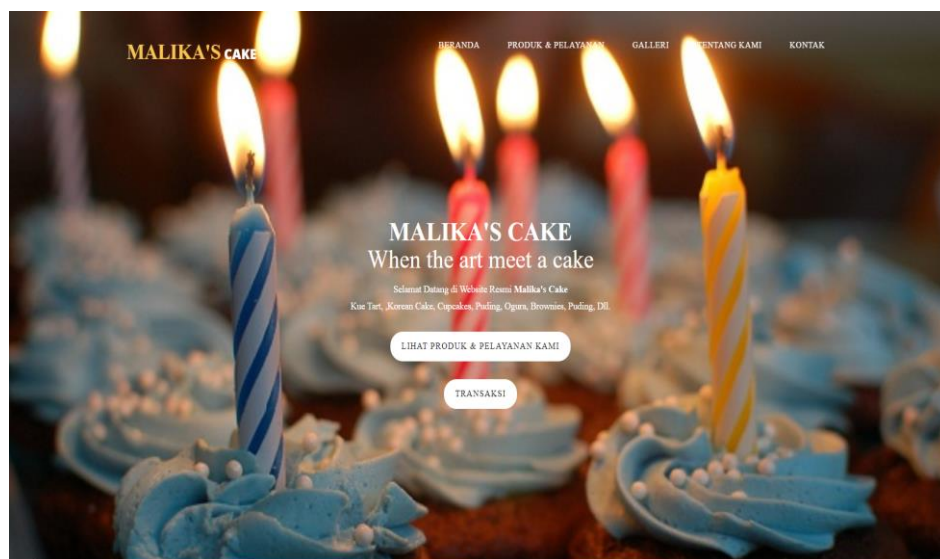 MALIKA'S CAKE
BERANDA PRODUK & PELAYANAN GALLERI TENTANG KAMI KONTAK
MALIKA'S CAKE
When the art meet a cake
Selamat Datang di Website Resmi Malika's Cake
Kue Tart, ,Korean Cake, Cupcakes, Puding, Ogura, Brownies, Puding, Dll.
LIHAT PRODUK & PELAYANAN KAMI
TRANSAKSI